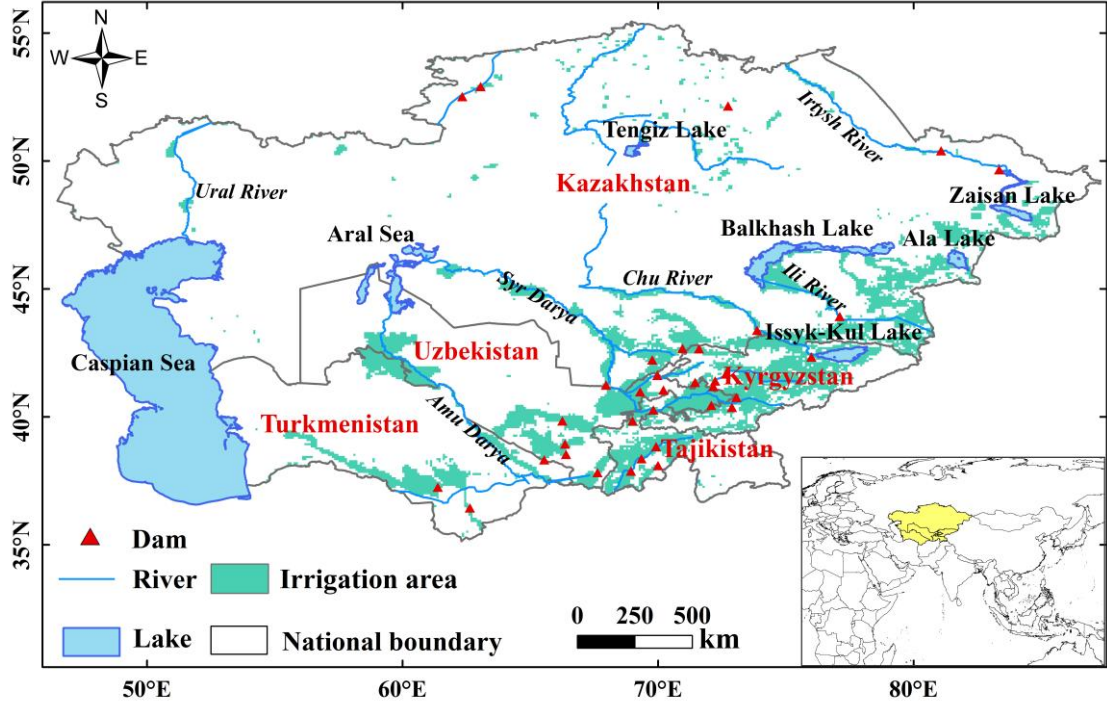 55°N
50°N
45°N
40°N
35°N
N
W E
S
Irtysh River
Tengiz Lake
Kazakhstan
Ural River
Zaisan Lake
Aral Sea
Balkhash Lake
Ala Lake
Syr Darya
Chu River
Ili River
Issyk-Kul Lake
Caspian Sea
Uzbekistan
Kyrgyzstan
Turkmenistan
Amu Darya
Tajikistan
Dam
River
Irrigation area
Lake
National boundary
0 250 500
km
50°E 60°E 70°E 80°E